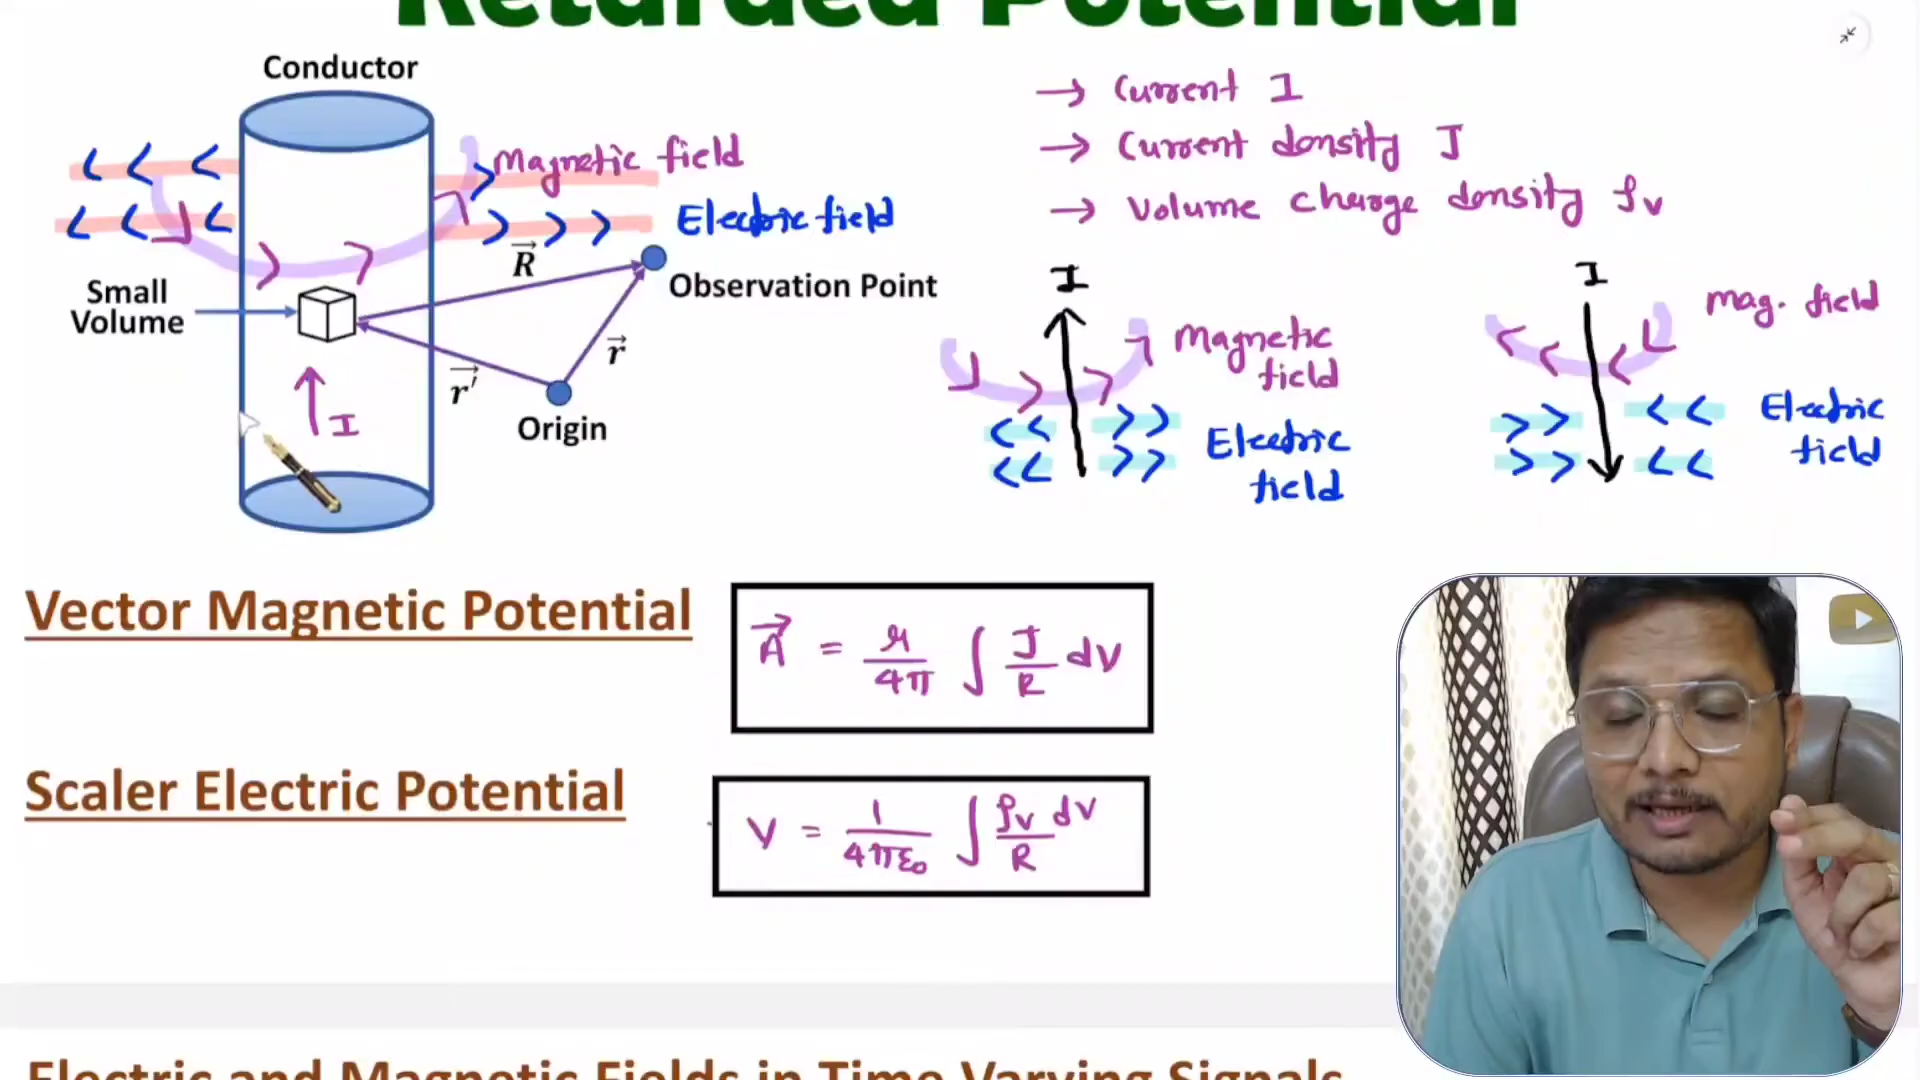 Retarded Potential
Conductor
Magnetic field
Electric field
R
Small
Volume
Observation Point
r
r'
Origin
I
→ Current I
→ Current density J
→ Volume charge density ρv
I
Magnetic
field
Electric
field
I
mag. field
Electric
field
Vector Magnetic Potential
A = μ/4π ∫ J/R dv
Scaler Electric Potential
V = 1/4πε0 ∫ ρv dv/R
Electric and Magnetic Fields in Time Varying Signals